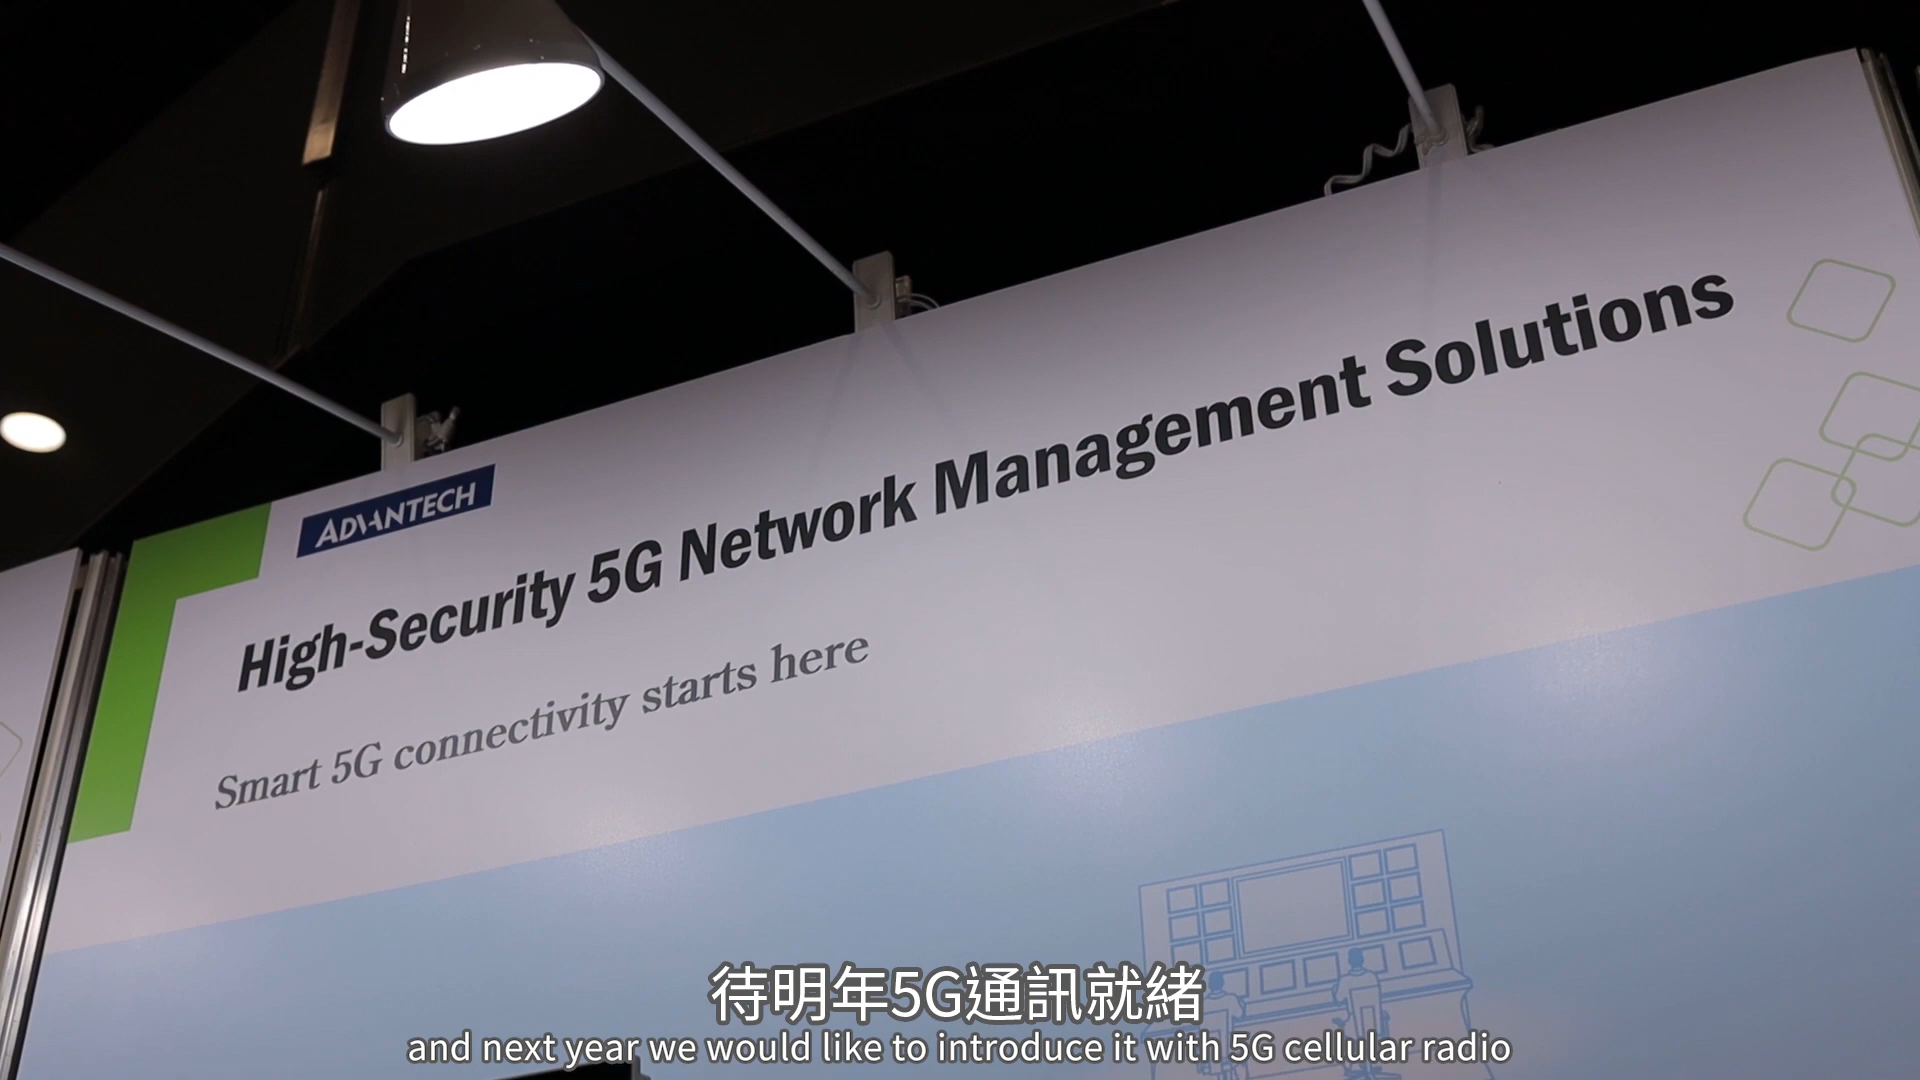 ADVANTECH
High-Security 5G Network Management Solutions
Smart 5G connectivity starts here
待明年5G通訊就緒
and next year we would like to introduce it with 5G cellular radio